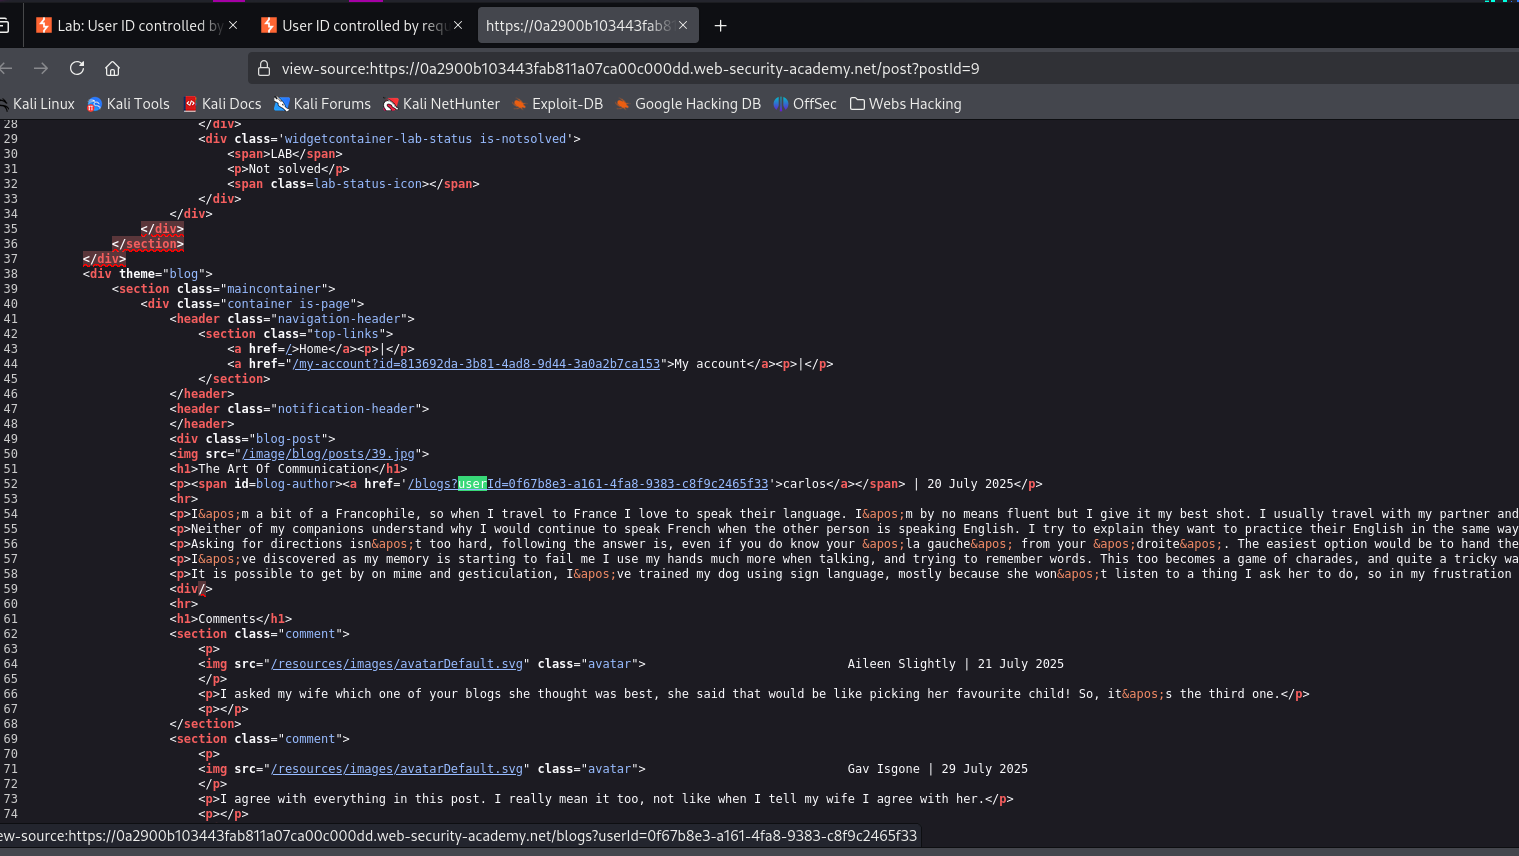 Lab: User ID controlled by
User ID controlled by requ
https://0a2900b103443fab8
view-source:https://0a2900b103443fab811a07ca00c000dd.web-security-academy.net/post?postId=9
Kali Linux Kali Tools Kali Docs Kali Forums Kali NetHunter Exploit-DB Google Hacking DB OffSec Webs Hacking
28 </div>
29 <div class='widgetcontainer-lab-status is-notsolved'>
30 <span>LAB</span>
31 <p>Not solved</p>
32 <span class=lab-status-icon></span>
33 </div>
34 </div>
35 </div>
36 </section>
37 </div>
38 <div theme="blog">
39 <section class="maincontainer">
40 <div class="container is-page">
41 <header class="navigation-header">
42 <section class="top-links">
43 <a href=/>Home</a><p>|</p>
44 <a href="/my-account?id=813692da-3b81-4ad8-9d44-3a0a2b7ca153">My account</a><p>|</p>
45 </section>
46 </header>
47 <header class="notification-header">
48 </header>
49 <div class="blog-post">
50 <img src="/image/blog/posts/39.jpg">
51 <h1>The Art Of Communication</h1>
52 <p><span id=blog-author><a href='/blogs?userId=0f67b8e3-a161-4fa8-9383-c8f9c2465f33'>carlos</a></span> | 20 July 2025</p>
53 <hr>
54 <p>I&apos;m a bit of a Francophile, so when I travel to France I love to speak their language. I&apos;m by no means fluent but I give it my best shot. I usually travel with my partner and
55 <p>Neither of my companions understand why I would continue to speak French when the other person is speaking English. I try to explain they want to practice their English in the same way
56 <p>Asking for directions isn&apos;t too hard, following the answer is, even if you do know your &apos;la gauche&apos; from your &apos;droite&apos;. The easiest option would be to hand the
57 <p>I&apos;ve discovered as my memory is starting to fail me I use my hands much more when talking, and trying to remember words. This too becomes a game of charades, and quite a tricky wa
58 <p>It is possible to get by on mime and gesticulation, I&apos;ve trained my dog using sign language, mostly because she won&apos;t listen to a thing I ask her to do, so in my frustration
59 <div/>
60 <hr>
61 <h1>Comments</h1>
62 <section class="comment">
63 <p>
64 <img src="/resources/images/avatarDefault.svg" class="avatar"> Aileen Slightly | 21 July 2025
65 </p>
66 <p>I asked my wife which one of your blogs she thought was best, she said that would be like picking her favourite child! So, it&apos;s the third one.</p>
67 <p></p>
68 </section>
69 <section class="comment">
70 <p>
71 <img src="/resources/images/avatarDefault.svg" class="avatar"> Gav Isgone | 29 July 2025
72 </p>
73 <p>I agree with everything in this post. I really mean it too, not like when I tell my wife I agree with her.</p>
74 <p></p>
ew-source:https://0a2900b103443fab811a07ca00c000dd.web-security-academy.net/blogs?userId=0f67b8e3-a161-4fa8-9383-c8f9c2465f33